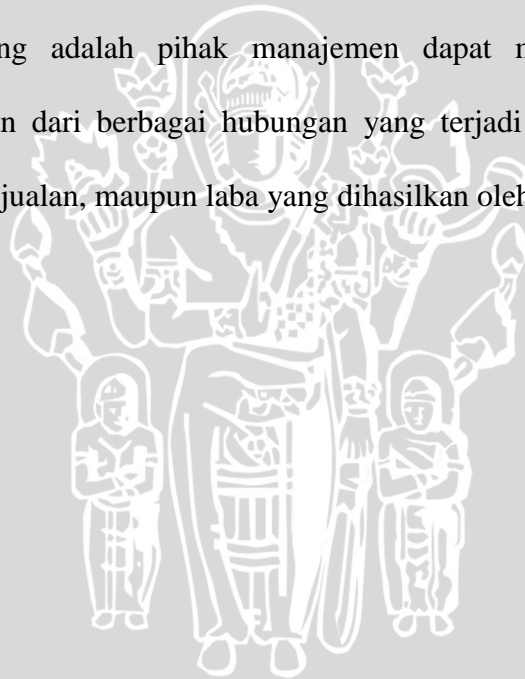 ng adalah pihak manajemen dapat m
n dari berbagai hubungan yang terjadi
jualan, maupun laba yang dihasilkan oleh